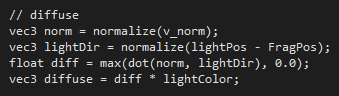 // diffuse
vec3 norm = normalize(v_norm);
vec3 lightDir = normalize(lightPos - FragPos);
float diff = max(dot(norm, lightDir), 0.0);
vec3 diffuse = diff * lightColor;